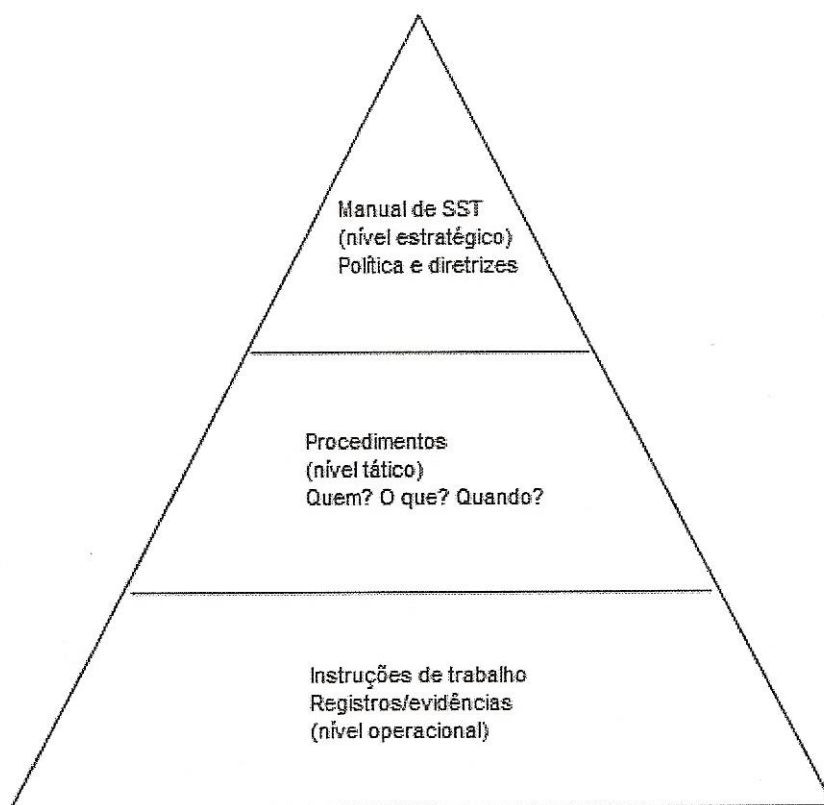 Manual de SST
(nível estratégico)
Política e diretrizes
Procedimentos
(nível tático)
Quem? O que? Quando?
Instruções de trabalho
Registros/evidências
(nível operacional)